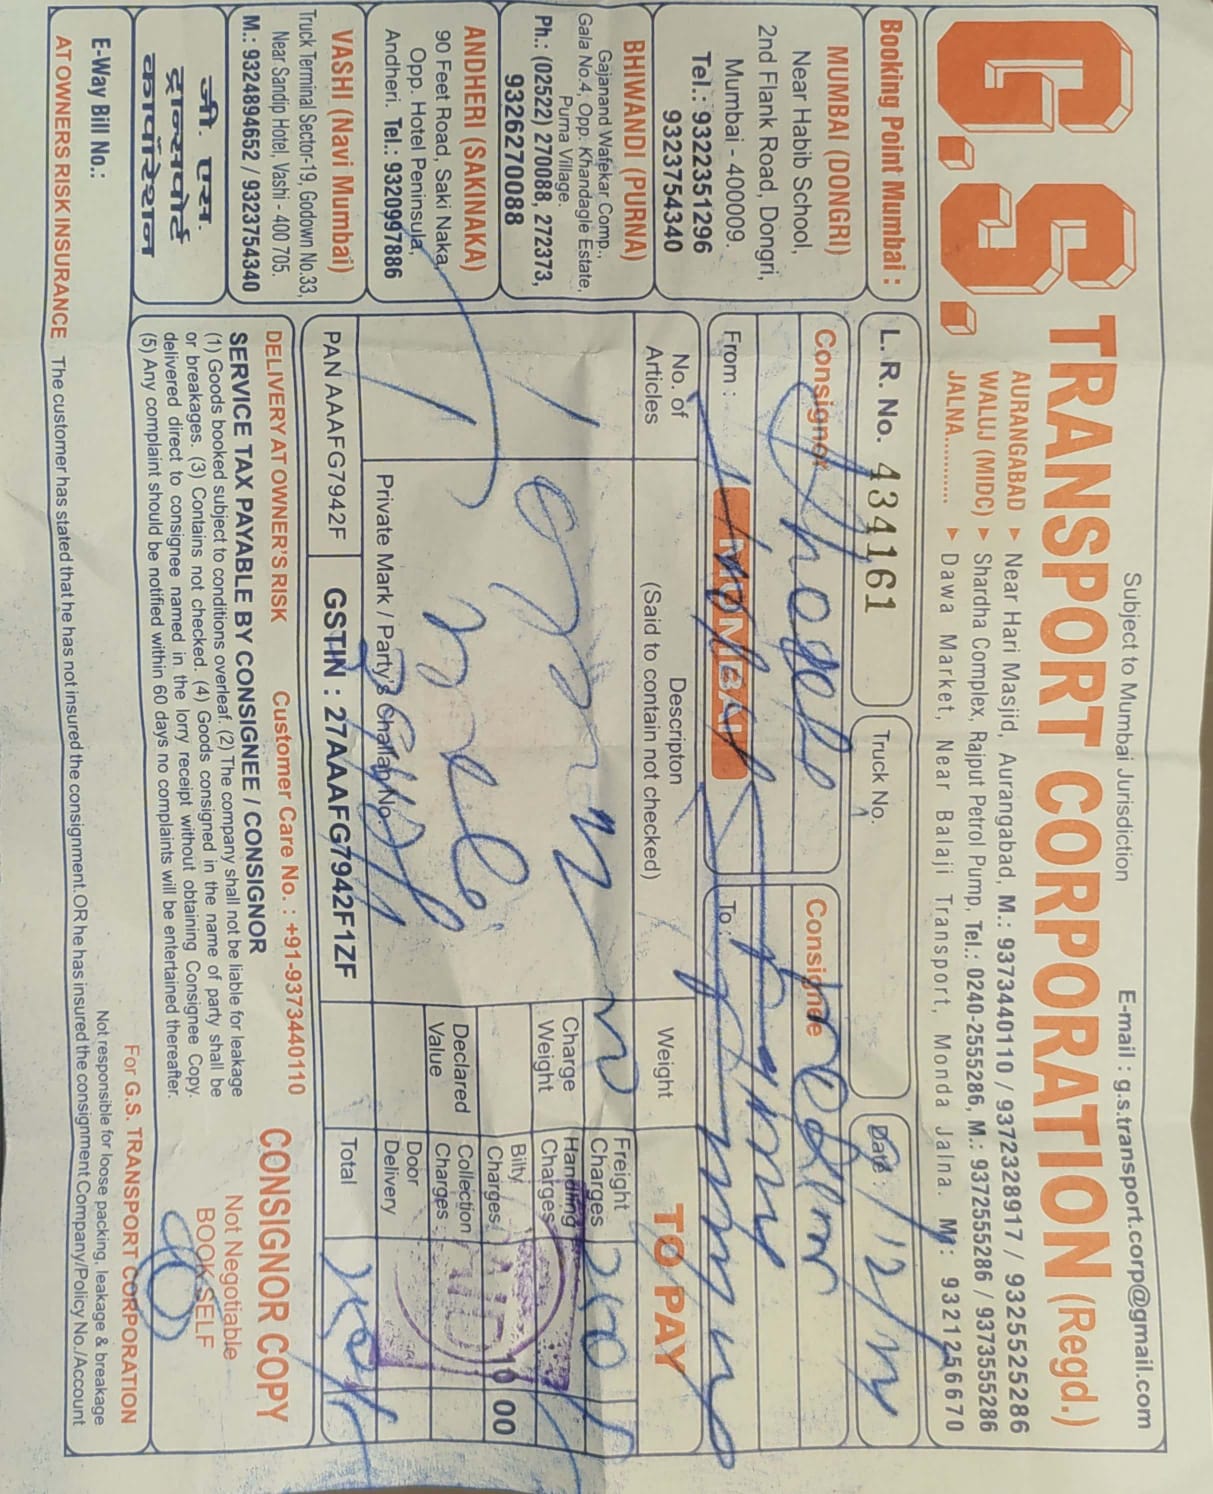 Subject to Mumbai Jurisdiction
E-mail : g.s.transport.corp@gmail.com
G.S. TRANSPORT CORPORATION (Regd.)
AURANGABAD ▸ Near Hari Masjid, Aurangabad, M.: 9373440110 / 9372328917 / 9325525286
WALUJ (MIDC) ▸ Shardha Complex, Rajput Petrol Pump, Tel.: 0240-2555286, M.: 9372555286 / 9373555286
JALNA............ ▸ Dawa Market, Near Balaji Transport, Monda Jalna. M.: 9321256670
Booking Point Mumbai :
MUMBAI (DONGRI)
Near Habib School,
2nd Flank Road, Dongri,
Mumbai - 400009.
Tel.: 9322351296
9323754340
BHIWANDI (PURNA)
Gajanand Wafekar Comp.,
Gala No.4, Opp. Khandagle Estate,
Purna Village.
Ph.: (02522) 270088, 272373,
9326270088
ANDHERI (SAKINAKA)
90 Feet Road, Saki Naka,
Opp. Hotel Peninsula,
Andheri. Tel.: 9320997886
VASHI (Navi Mumbai)
Truck Terminal Sector-19, Godown No.33,
Near Sandip Hotel, Vashi - 400 705.
M.: 9324894652 / 9323754340
जी. एस.
ट्रान्सपोर्ट
कार्पोरेशन
L. R. No. 434161
Truck No.
Date :
Consignor
Consignee
From :
MUMBAI
To :
No. of
Articles
Descripton
(Said to contain not checked)
Weight
TO PAY
Charge
Weight
Declared
Value
Freight
Charges
Handling
Charges
Bilty
Charges
10 00
Collection
Charges
Door
Delivery
Total
Private Mark / Party's Challan No.
PAN AAAFG7942F
GSTIN : 27AAAFG7942F1ZF
DELIVERY AT OWNER'S RISK
Customer Care No. : +91-9373440110
SERVICE TAX PAYABLE BY CONSIGNEE / CONSIGNOR
(1) Goods booked subject to conditions overleaf. (2) The company shall not be liable for leakage
or breakages. (3) Contains not checked. (4) Goods consigned in the name of party shall be
delivered direct to consignee named in the lorry receipt without obtaining Consignee Copy.
(5) Any complaint should be notified within 60 days no complaints will be entertained thereafter.
CONSIGNOR COPY
Not Negotiable
BOOK SELF
For G.S. TRANSPORT CORPORATION
E-Way Bill No.:
Not responsible for loose packing, leakage & breakage
AT OWNERS RISK INSURANCE The customer has stated that he has not insured the consignment. OR he has insured the consignment Company/Policy No./Account